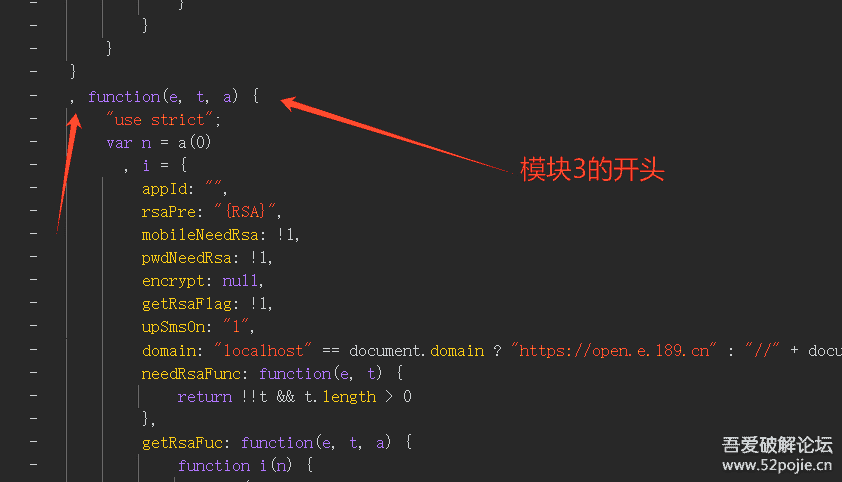 }
}
}
}
, function(e, t, a) {
"use strict";
var n = a(0)
, i = {
appId: "",
rsaPre: "{RSA}",
mobileNeedRsa: !1,
pwdNeedRsa: !1,
encrypt: null,
getRsaFlag: !1,
upSmsOn: "1",
domain: "localhost" == document.domain ? "https://open.e.189.cn" : "//" + docu
needRsaFunc: function(e, t) {
return !!t && t.length > 0
},
getRsaFuc: function(e, t, a) {
function i(n) {
模块3的开头
吾爱破解论坛
www.52pojie.cn